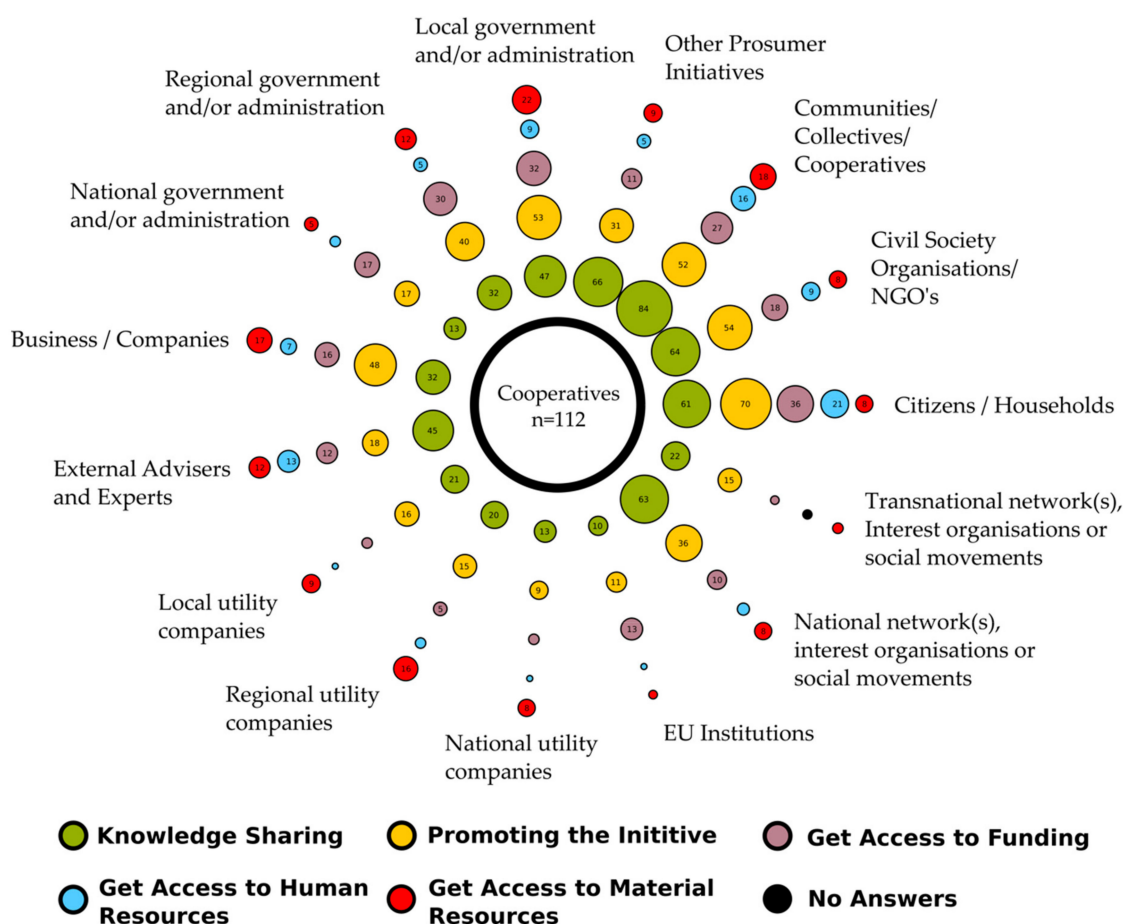 Local government
and/or administration
Other Prosumer
Initiatives
Regional government
and/or administration
Communities/
Collectives/
Cooperatives
National government
and/or administration
Civil Society
Organisations/
NGO's
Business / Companies
Citizens / Households
External Advisers
and Experts
Transnational network(s),
Interest organisations or
social movements
Local utility
companies
National network(s),
interest organisations or
social movements
Regional utility
companies
National utility
companies
EU Institutions
Cooperatives
n=112
22
9
32
53
47
9
5
11
31
66
18
16
27
52
84
9
18
54
64
61
70
36
21
22
15
63
36
10
10
11
13
13
9
20
15
5
16
21
16
9
45
18
12
13
12
32
48
16
7
17
13
17
17
5
32
40
30
5
12
Knowledge Sharing
Promoting the Inititive
Get Access to Funding
Get Access to Human
Resources
Get Access to Material
Resources
No Answers